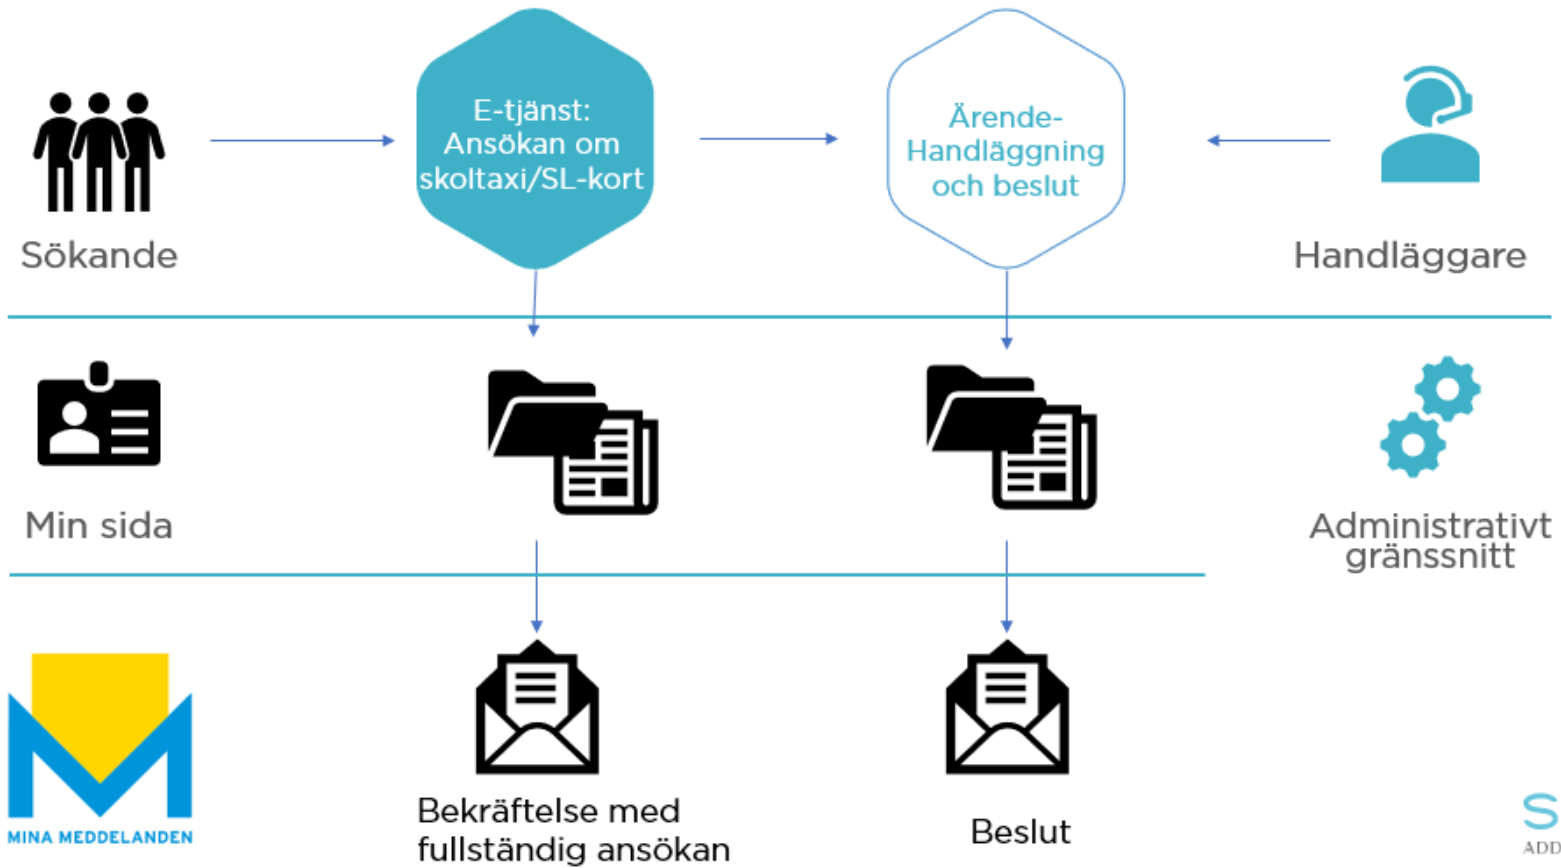 E-tjänst:
Ansökan om
skoltaxi/SL-kort
Ärende-
Handläggning
och beslut
Sökande
Handläggare
Min sida
Administrativt
gränssnitt
MINA MEDDELANDEN
Bekräftelse med
fullständig ansökan
Beslut
S
ADD